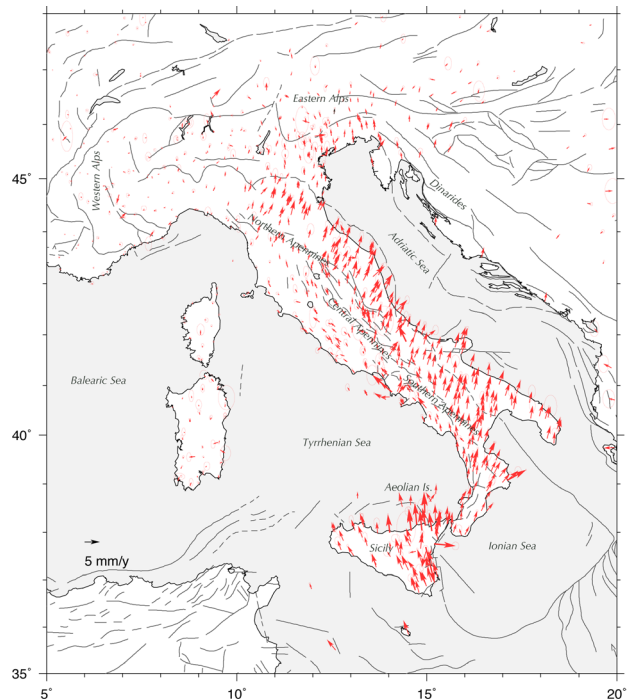 Eastern Alps
Western Alps
45°
Dinarides
Northern Apennines
Adriatic Sea
Central Apennines
Balearic Sea
Southern Apennines
40°
Tyrrhenian Sea
Aeolian Is.
5 mm/y
Sicily
Ionian Sea
35°
5°
10°
15°
20°